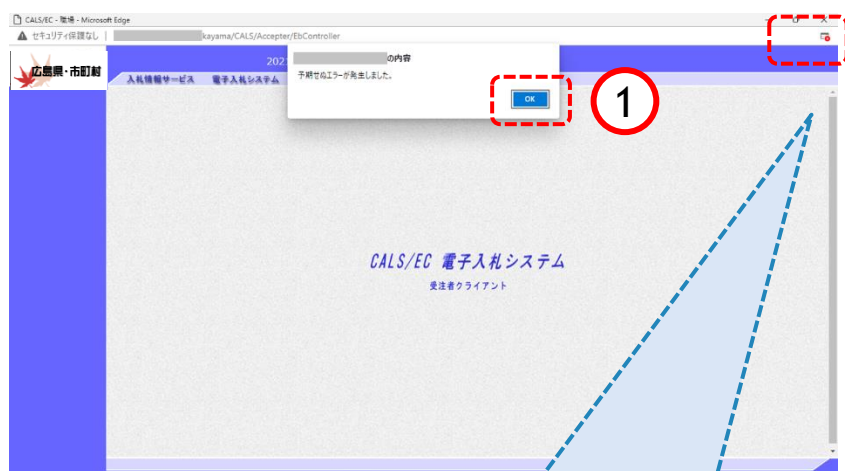 CALS/EC - 職場 - Microsoft Edge
セキュリティ保護なし
kayama/CALS/Accepter/EbController
広島県・市町村
202
入札情報サービス 電子入札システム
の内容
予期せぬエラーが発生しました。
OK
1
CALS/EC 電子入札システム
受注者クライアント